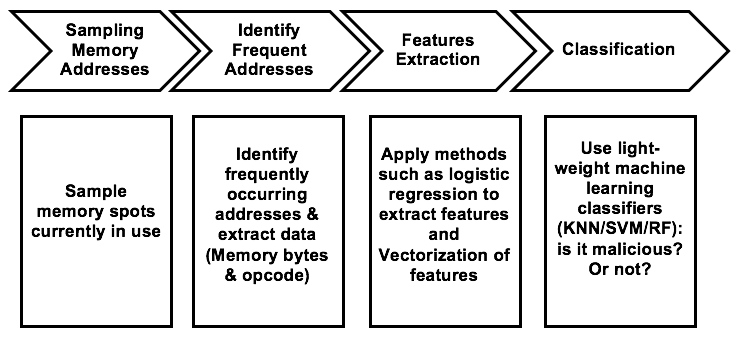 Sampling
Memory
Addresses
Identify
Frequent
Addresses
Features
Extraction
Classification
Sample
memory spots
currently in use
Identify
frequently
occurring
addresses &
extract data
(Memory bytes
& opcode)
Apply methods
such as logistic
regression to
extract features
and
Vectorization of
features
Use light-
weight machine
learning
classifiers
(KNN/SVM/RF):
is it malicious?
Or not?